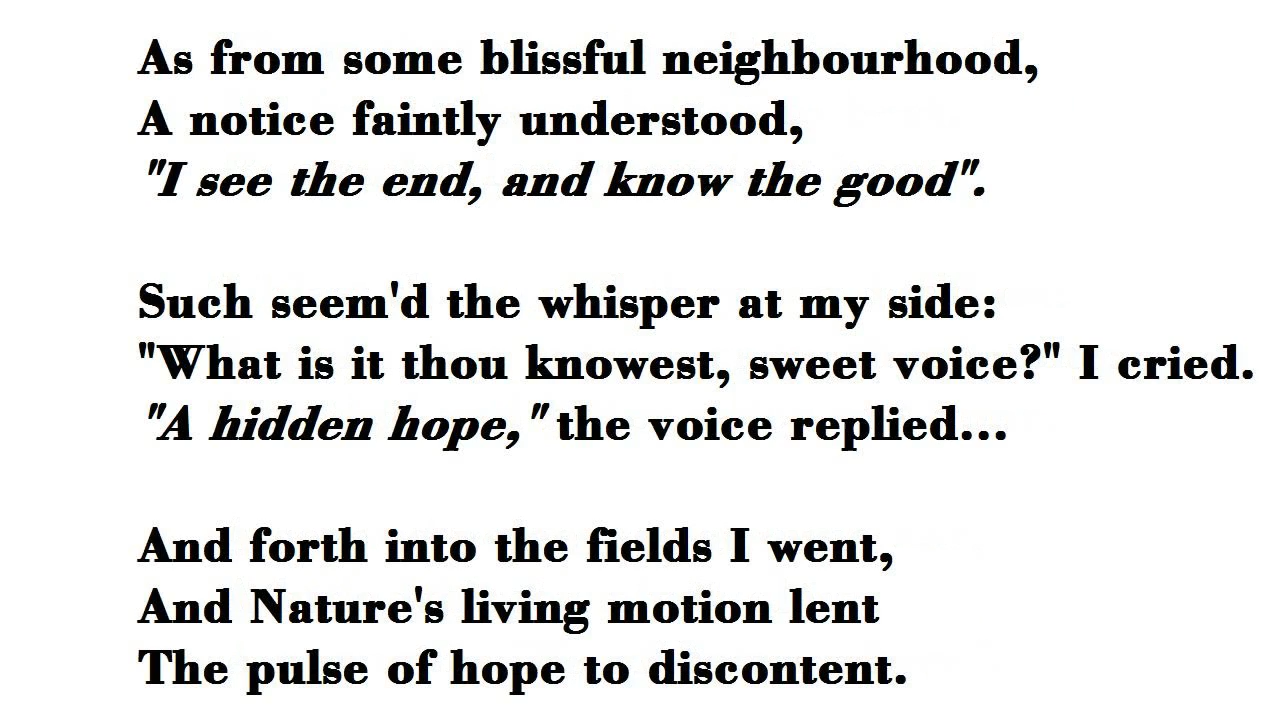 As from some blissful neighbourhood,
A notice faintly understood,
"I see the end, and know the good".
Such seem'd the whisper at my side:
"What is it thou knowest, sweet voice?" I cried.
"A hidden hope," the voice replied...
And forth into the fields I went,
And Nature's living motion lent
The pulse of hope to discontent.